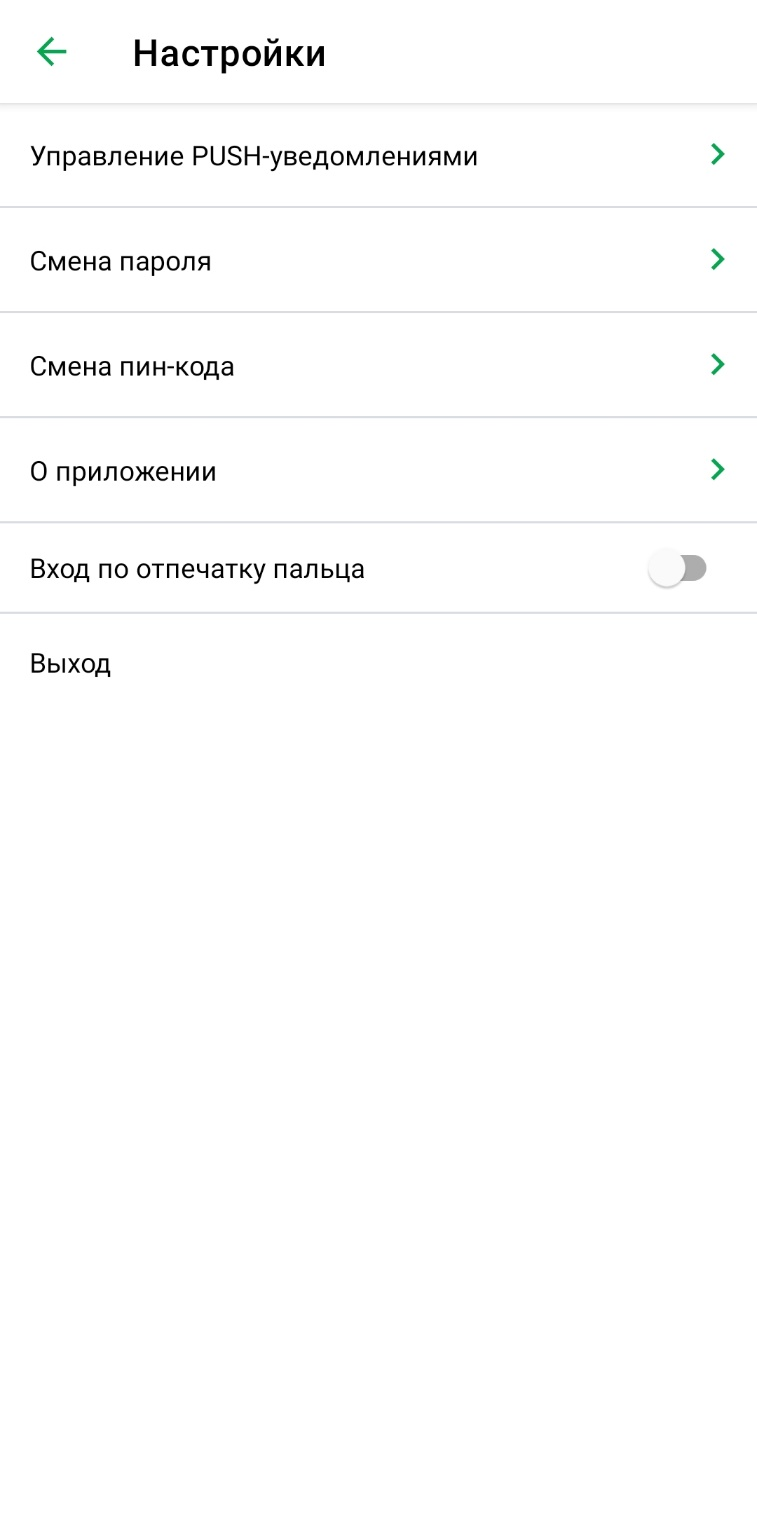 Настройки
Управление PUSH-уведомлениями
Смена пароля
Смена пин-кода
О приложении
Вход по отпечатку пальца
Выход